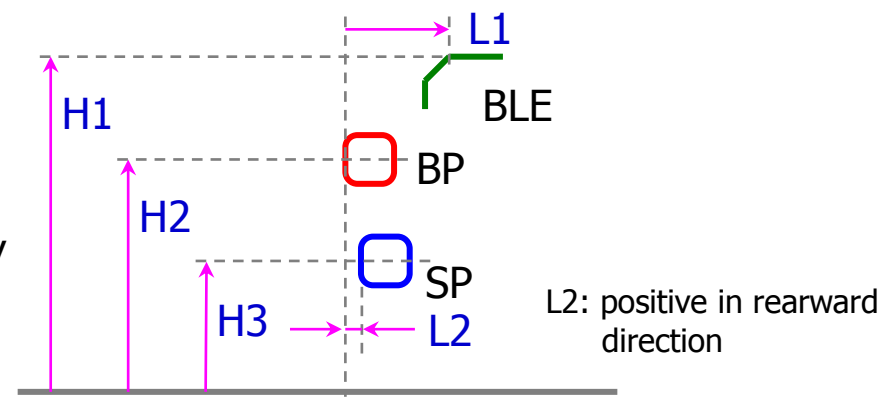 L1
H1
BLE
BP
H2
SP
H3
L2
L2: positive in rearward
direction